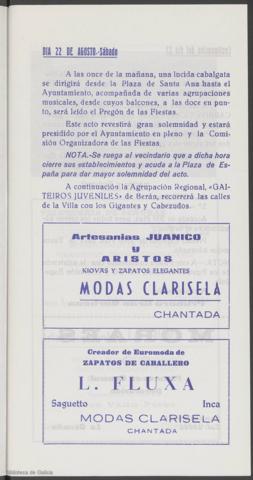 DIA 22 DE AGOSTO.-Sábado
A las once de la mañana, una lucida cabalgata
se dirigirá desde la Plaza de Santa Ana hasta el
Ayuntamiento, acompañada de varias agrupaciones
musicales, desde cuyos balcones, a las doce en pun-
to, será leído el Pregón de las Fiestas.
Este acto revestirá gran solemnidad y estará
presidido por el Ayuntamiento en pleno y la Comi-
sión Organizadora de las Fiestas.
NOTA.-Se ruega al vecindario que a dicha hora
cierre sus establecimientos y acuda a la Plaza de Es-
paña para dar mayor solemnidad del acto.
A continuación la Agrupación Regional, «GAI-
TEIROS JUVENILES» de Berán, recorrerá las calles
de la Villa con los Gigantes y Cabezudos.
Artesanías JUANICO
y
ARISTOS
KIOVAS Y ZAPATOS ELEGANTES
MODAS CLARISELA
CHANTADA
Creador de Euromoda de
ZAPATOS DE CABALLERO
L. FLUXA
Saguetto Inca
MODAS CLARISELA
CHANTADA
Biblioteca de Galicia